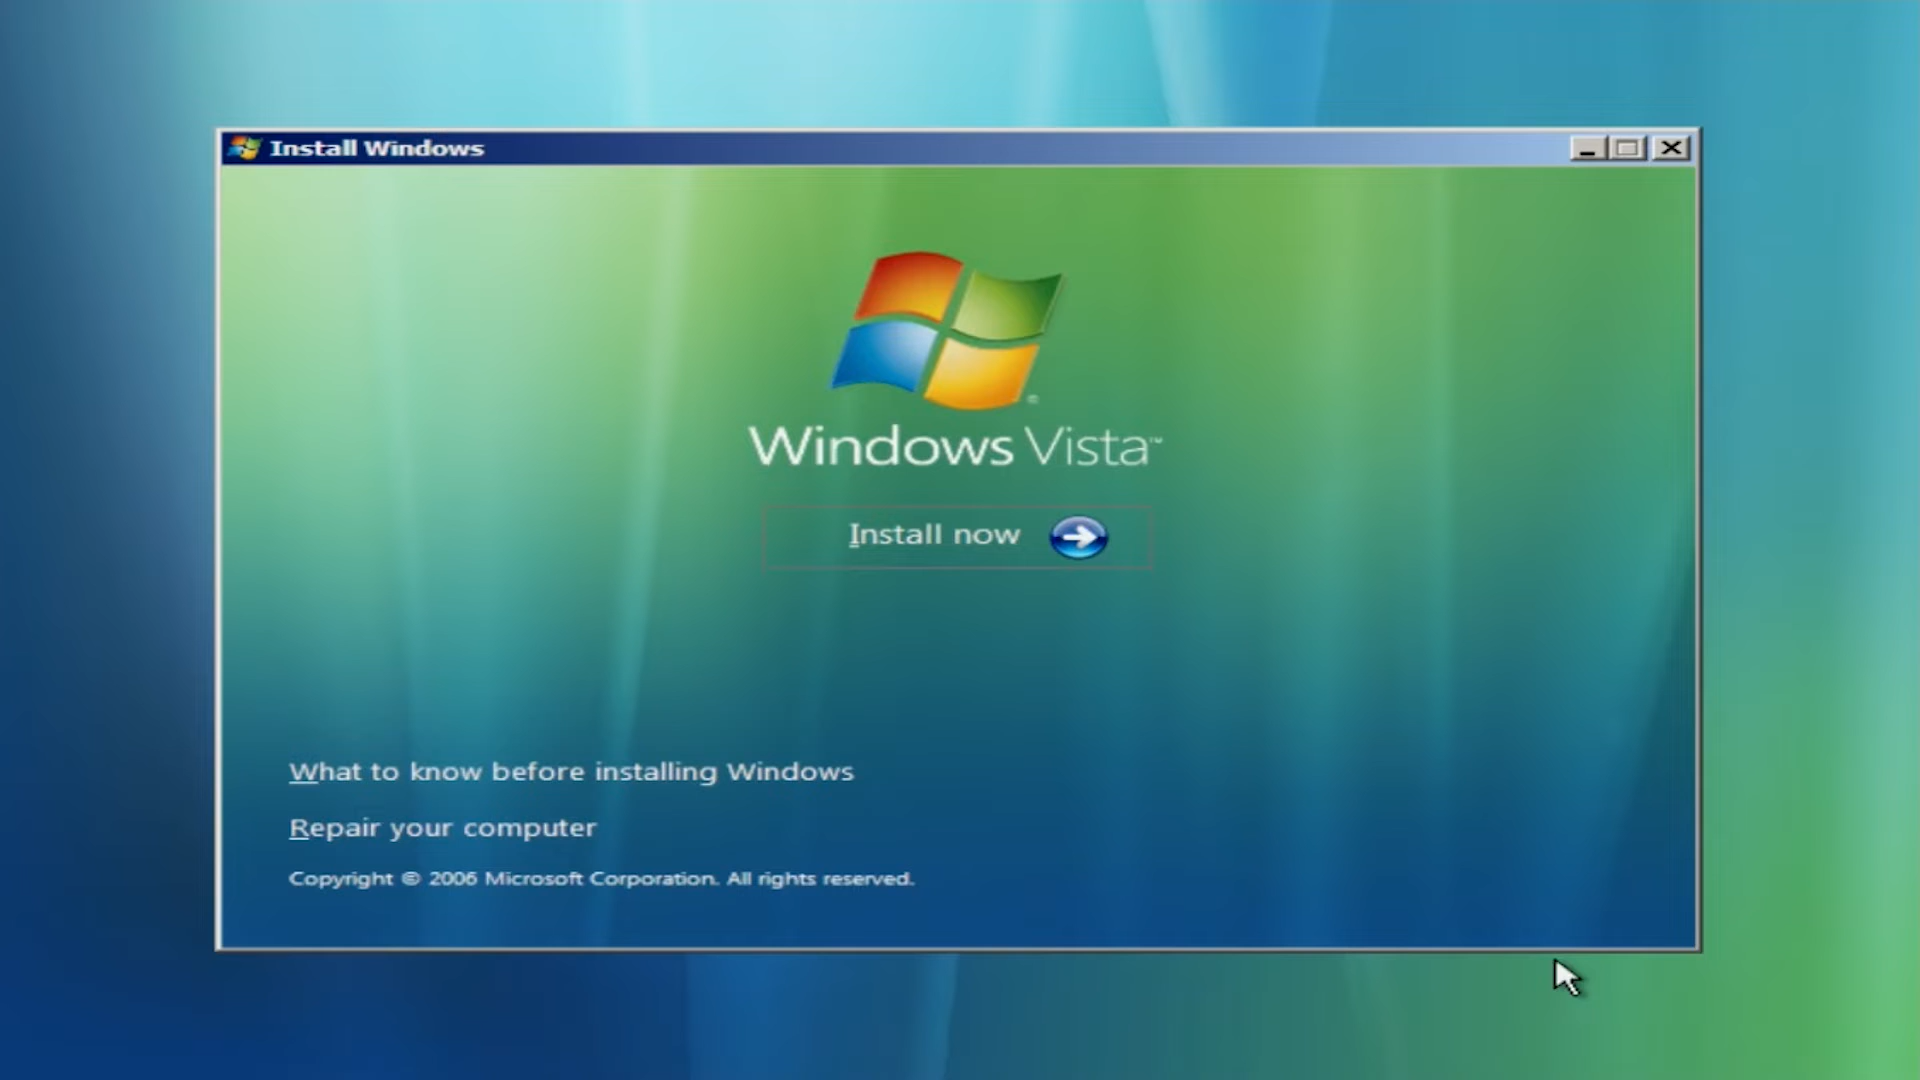 Install Windows
Windows Vista™
Install now
What to know before installing Windows
Repair your computer
Copyright © 2006 Microsoft Corporation. All rights reserved.